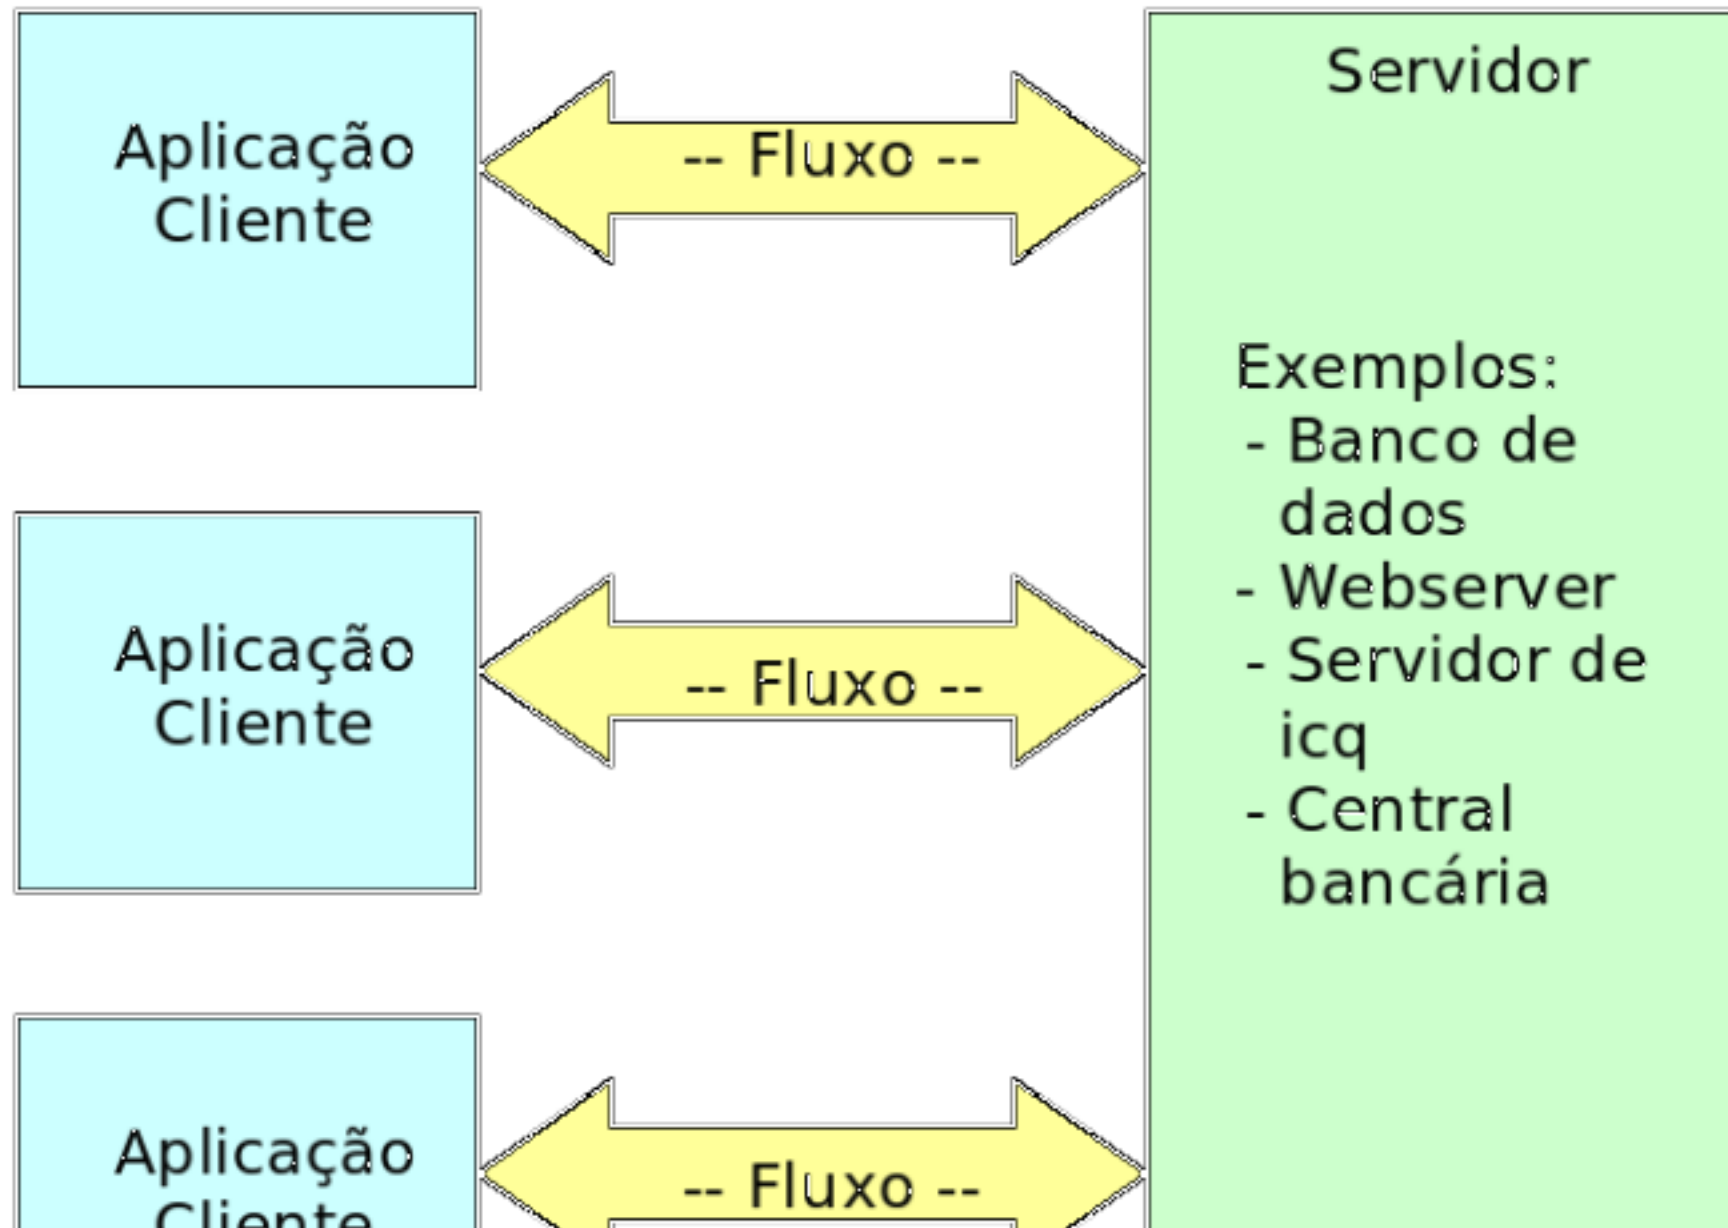 Aplicação
Cliente
-- Fluxo --
Servidor
Exemplos:
- Banco de
dados
- Webserver
- Servidor de
icq
- Central
bancária
Aplicação
Cliente
-- Fluxo --
Aplicação
Cliente
-- Fluxo --